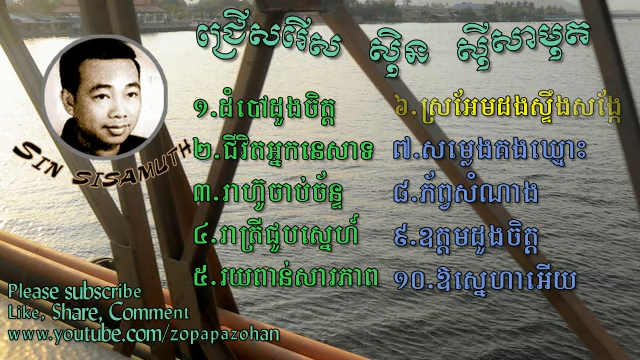 ជ្រើសរើស ស៊ិន ស៊ីសាមុត
SIN SISAMUTH
១.ដំបៅដួងចិត្ត
២.ជីវិតអ្នកនេសាទ
៣.រាហ៊ូចាប់ច័ន្ទ
៤.រាត្រីជួបស្នេហ៍
៥.រយពាន់សារភាព
៦.ស្រអែមដងស្ទឹងសង្កែ
៧.សម្លេងគងឃ្មោះ
៨.ភ័ព្វសំណាង
៩.ឧត្តមដួងចិត្ត
១០.ឱស្នេហាអើយ
Please subscribe
Like, Share, Comment
www.youtube.com/zopapazohan